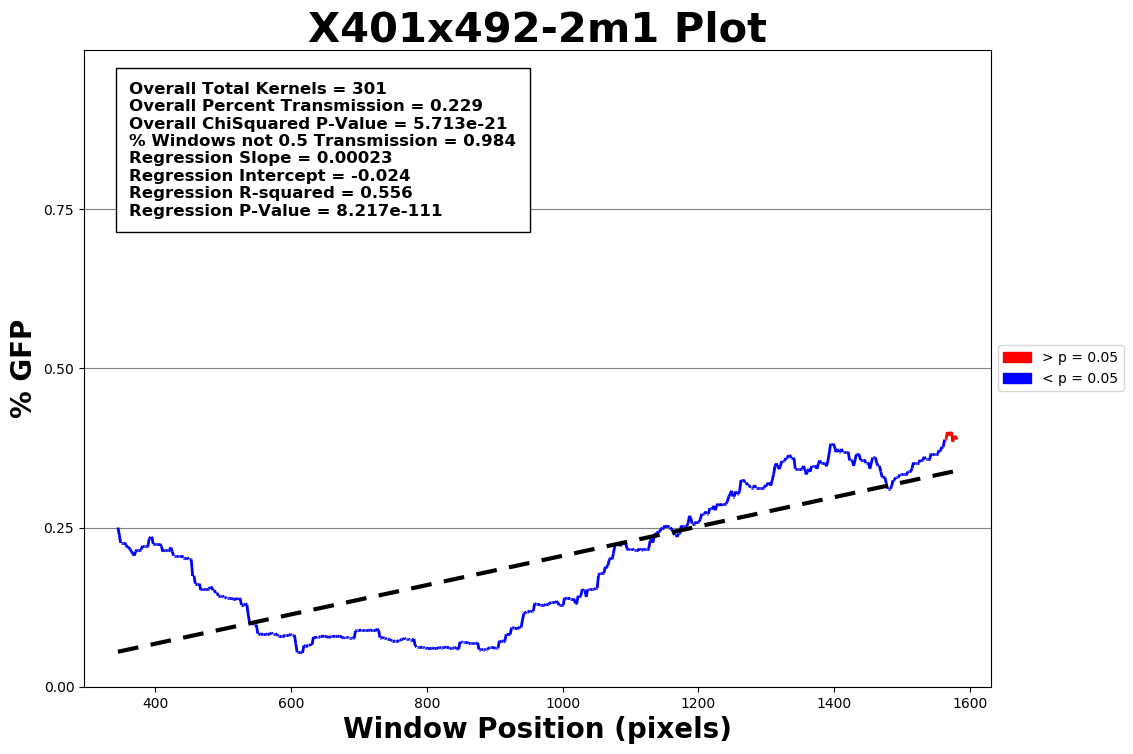 X401x492-2m1 Plot
Overall Total Kernels = 301
Overall Percent Transmission = 0.229
Overall ChiSquared P-Value = 5.713e-21
% Windows not 0.5 Transmission = 0.984
Regression Slope = 0.00023
Regression Intercept = -0.024
Regression R-squared = 0.556
Regression P-Value = 8.217e-111
% GFP
0.75
0.50
0.25
0.00
> p = 0.05
< p = 0.05
400 600 800 1000 1200 1400 1600
Window Position (pixels)